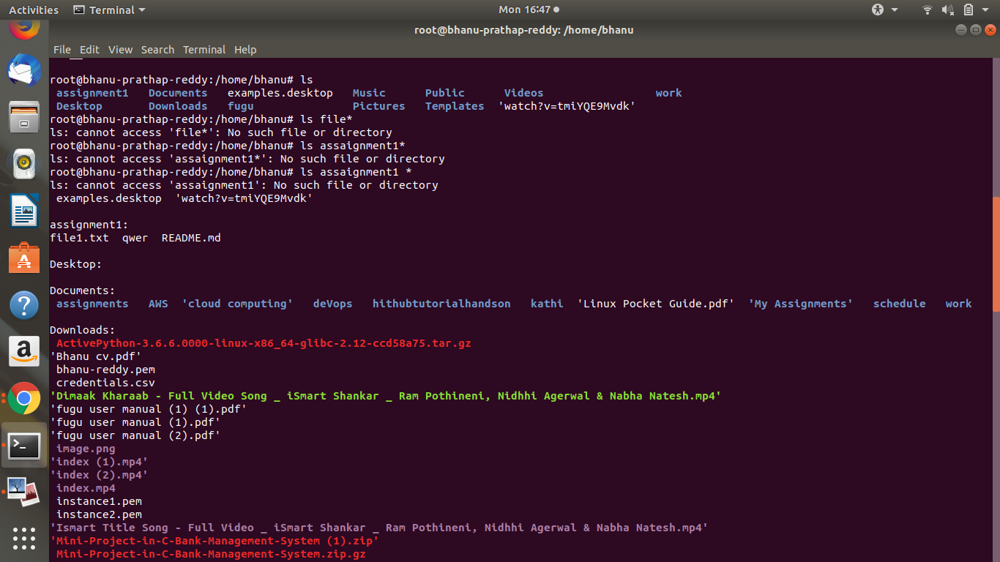 Activities Terminal Mon 16:47
root@bhanu-prathap-reddy: /home/bhanu
File Edit View Search Terminal Help
root@bhanu-prathap-reddy:/home/bhanu# ls
assignment1 Documents examples.desktop Music Public Videos work
Desktop Downloads fugu Pictures Templates 'watch?v=tmiYQE9Mvdk'
root@bhanu-prathap-reddy:/home/bhanu# ls file*
ls: cannot access 'file*': No such file or directory
root@bhanu-prathap-reddy:/home/bhanu# ls assaignment1*
ls: cannot access 'assaignment1*': No such file or directory
root@bhanu-prathap-reddy:/home/bhanu# ls assaignment1 *
ls: cannot access 'assaignment1': No such file or directory
examples.desktop 'watch?v=tmiYQE9Mvdk'
assignment1:
file1.txt qwer README.md
Desktop:
Documents:
assignments AWS 'cloud computing' deVops hithubtutorialhandson kathi 'Linux Pocket Guide.pdf' 'My Assignments' schedule work
Downloads:
ActivePython-3.6.6.0000-linux-x86_64-glibc-2.12-ccd58a75.tar.gz
'Bhanu cv.pdf'
bhanu-reddy.pem
credentials.csv
'Dimaak Kharaab - Full Video Song _ iSmart Shankar _ Ram Pothineni, Nidhhi Agerwal & Nabha Natesh.mp4'
'fugu user manual (1) (1).pdf'
'fugu user manual (1).pdf'
'fugu user manual (2).pdf'
image.png
'index (1).mp4'
'index (2).mp4'
index.mp4
instance1.pem
instance2.pem
'Ismart Title Song - Full Video _ iSmart Shankar _ Ram Pothineni, Nidhhi Agerwal & Nabha Natesh.mp4'
'Mini-Project-in-C-Bank-Management-System (1).zip'
Mini-Project-in-C-Bank-Management-System.zip.gz